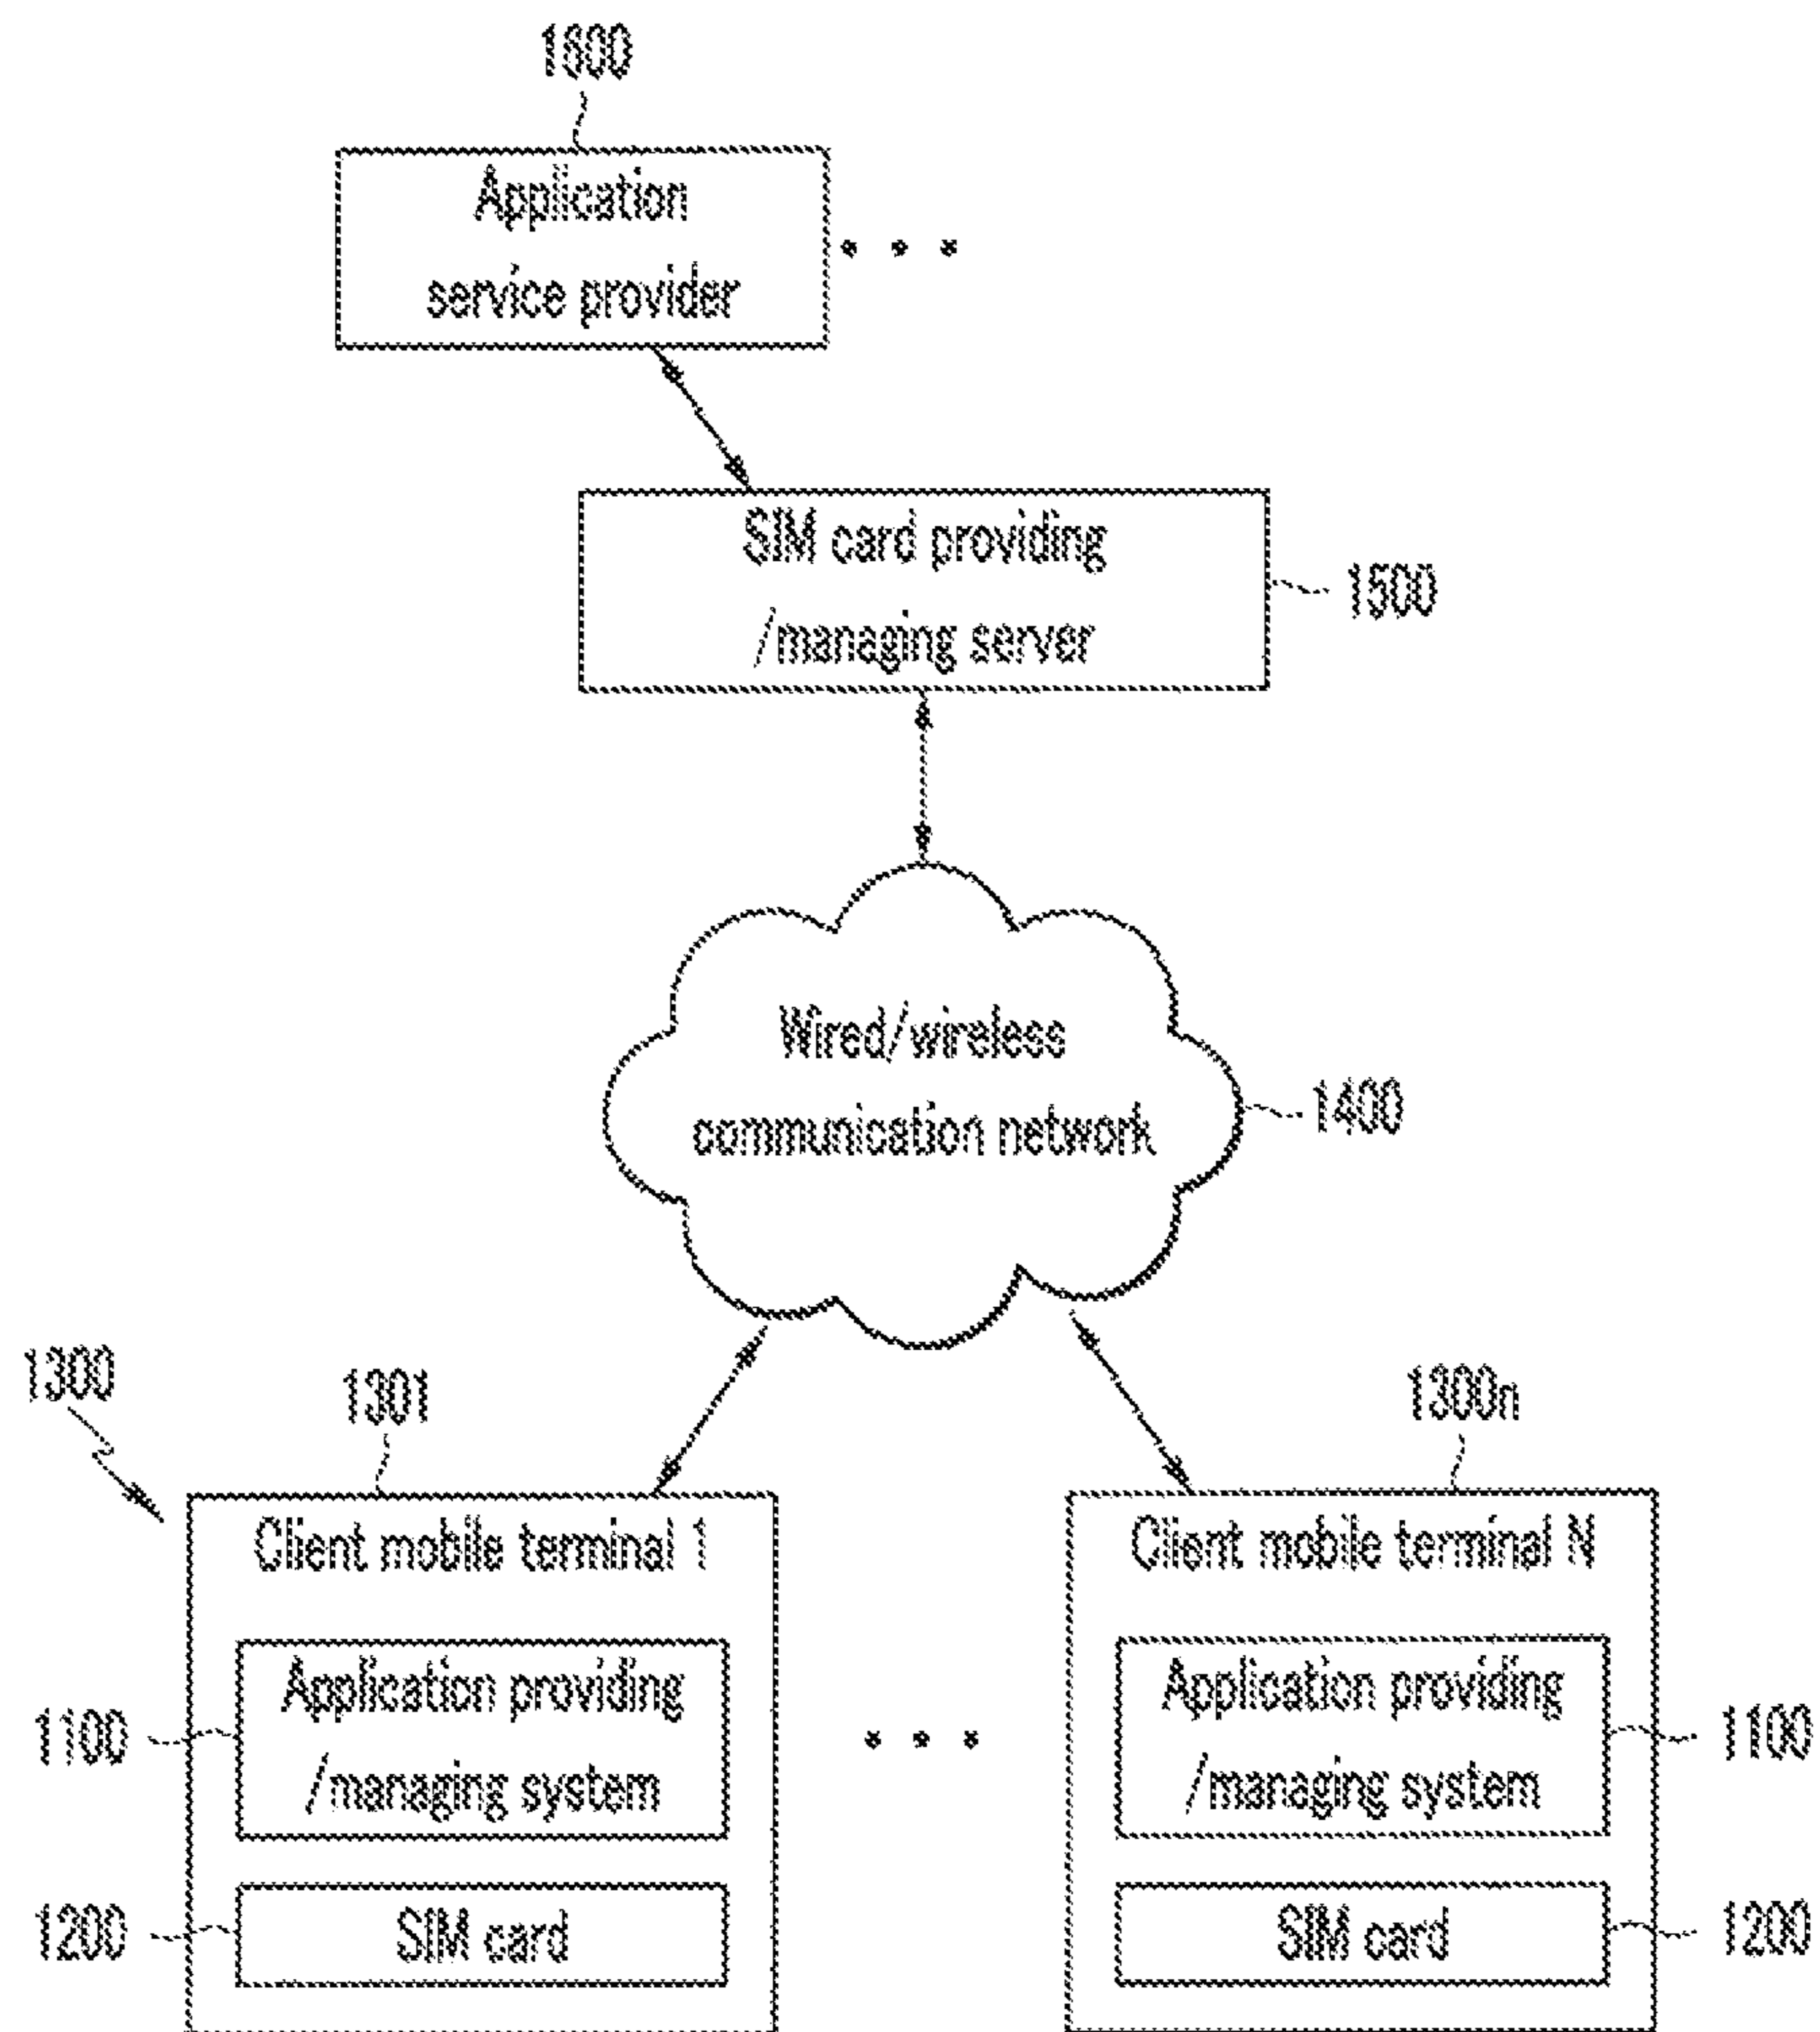 1600
Application
service provider
SIM card providing
/managing server
1500
Wired/wireless
communication network
1400
1300
1301
1300n
Client mobile terminal 1
Client mobile terminal N
Application providing
/managing system
1100
Application providing
/managing system
1100
SIM card
1200
SIM card
1200